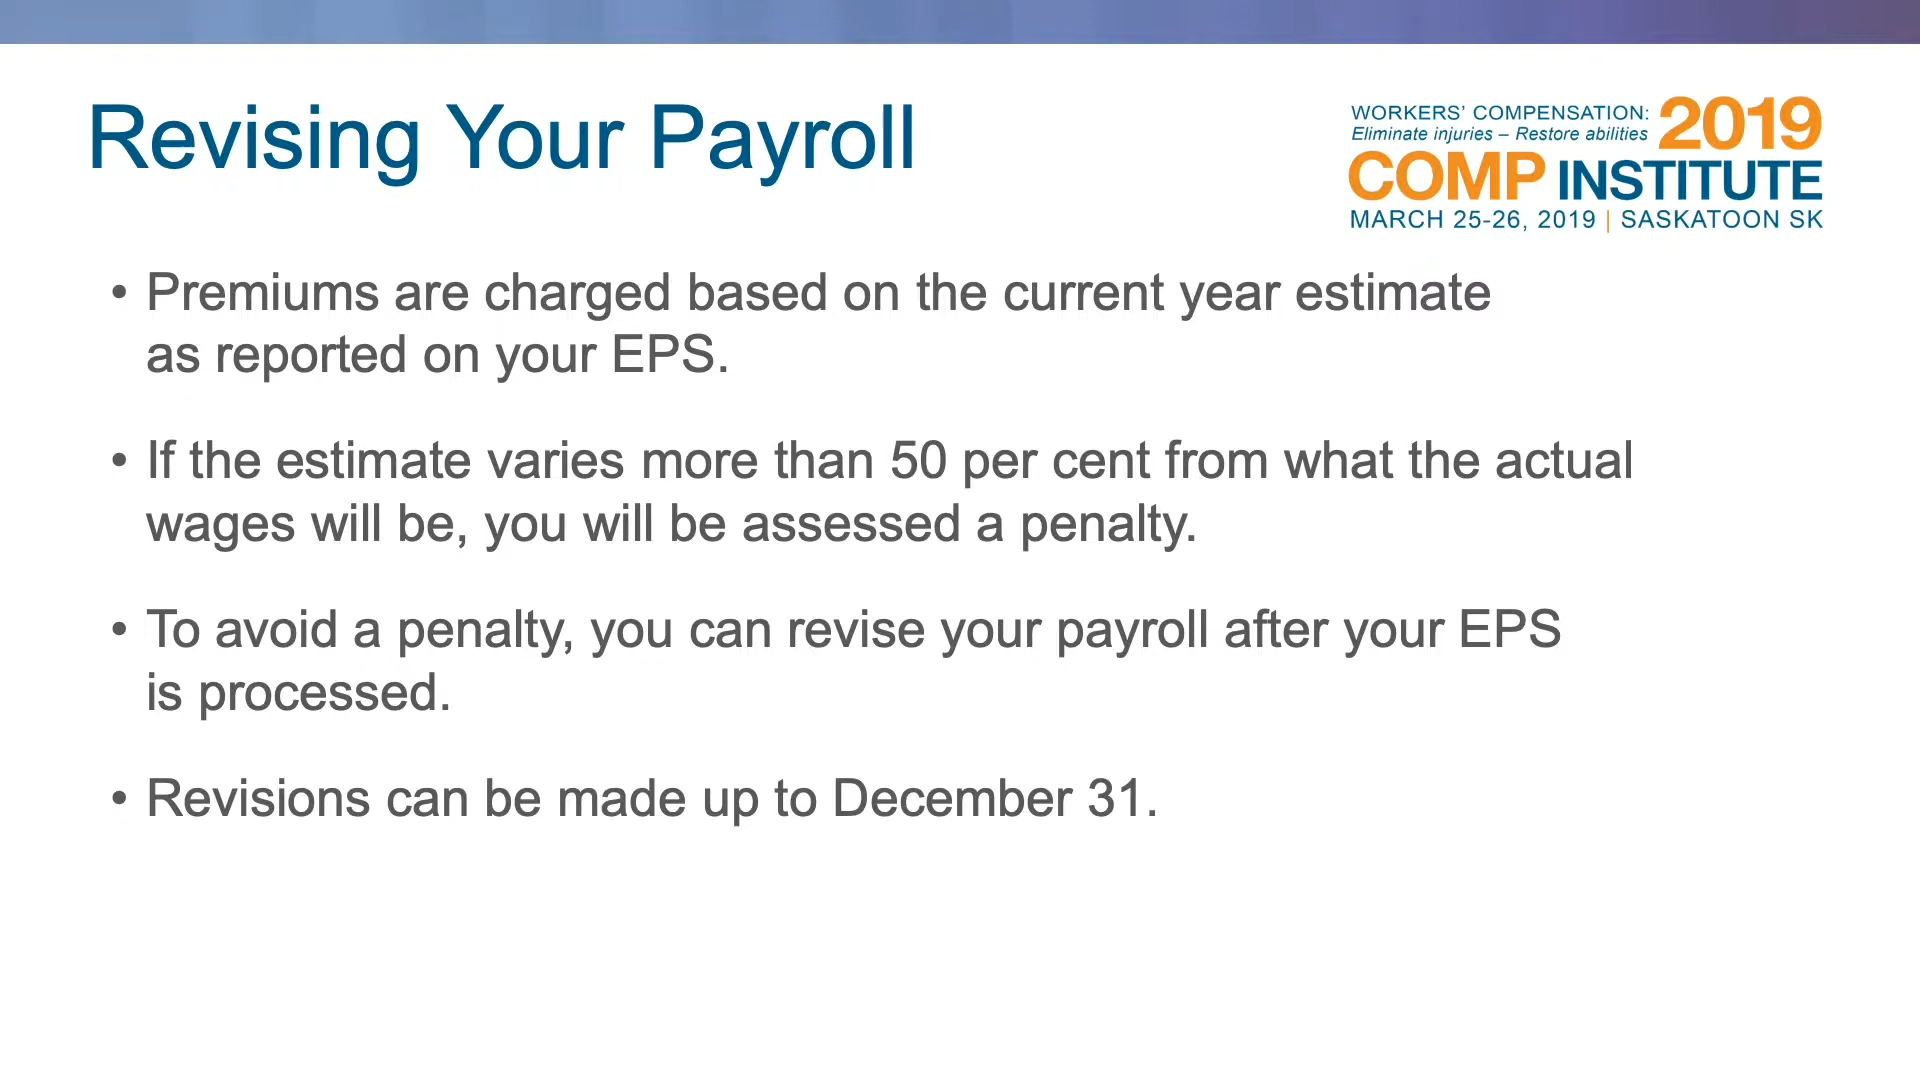 Revising Your Payroll
WORKERS’ COMPENSATION: 2019
Eliminate injuries – Restore abilities
COMP INSTITUTE
MARCH 25-26, 2019 | SASKATOON SK
• Premiums are charged based on the current year estimate
as reported on your EPS.
• If the estimate varies more than 50 per cent from what the actual
wages will be, you will be assessed a penalty.
• To avoid a penalty, you can revise your payroll after your EPS
is processed.
• Revisions can be made up to December 31.